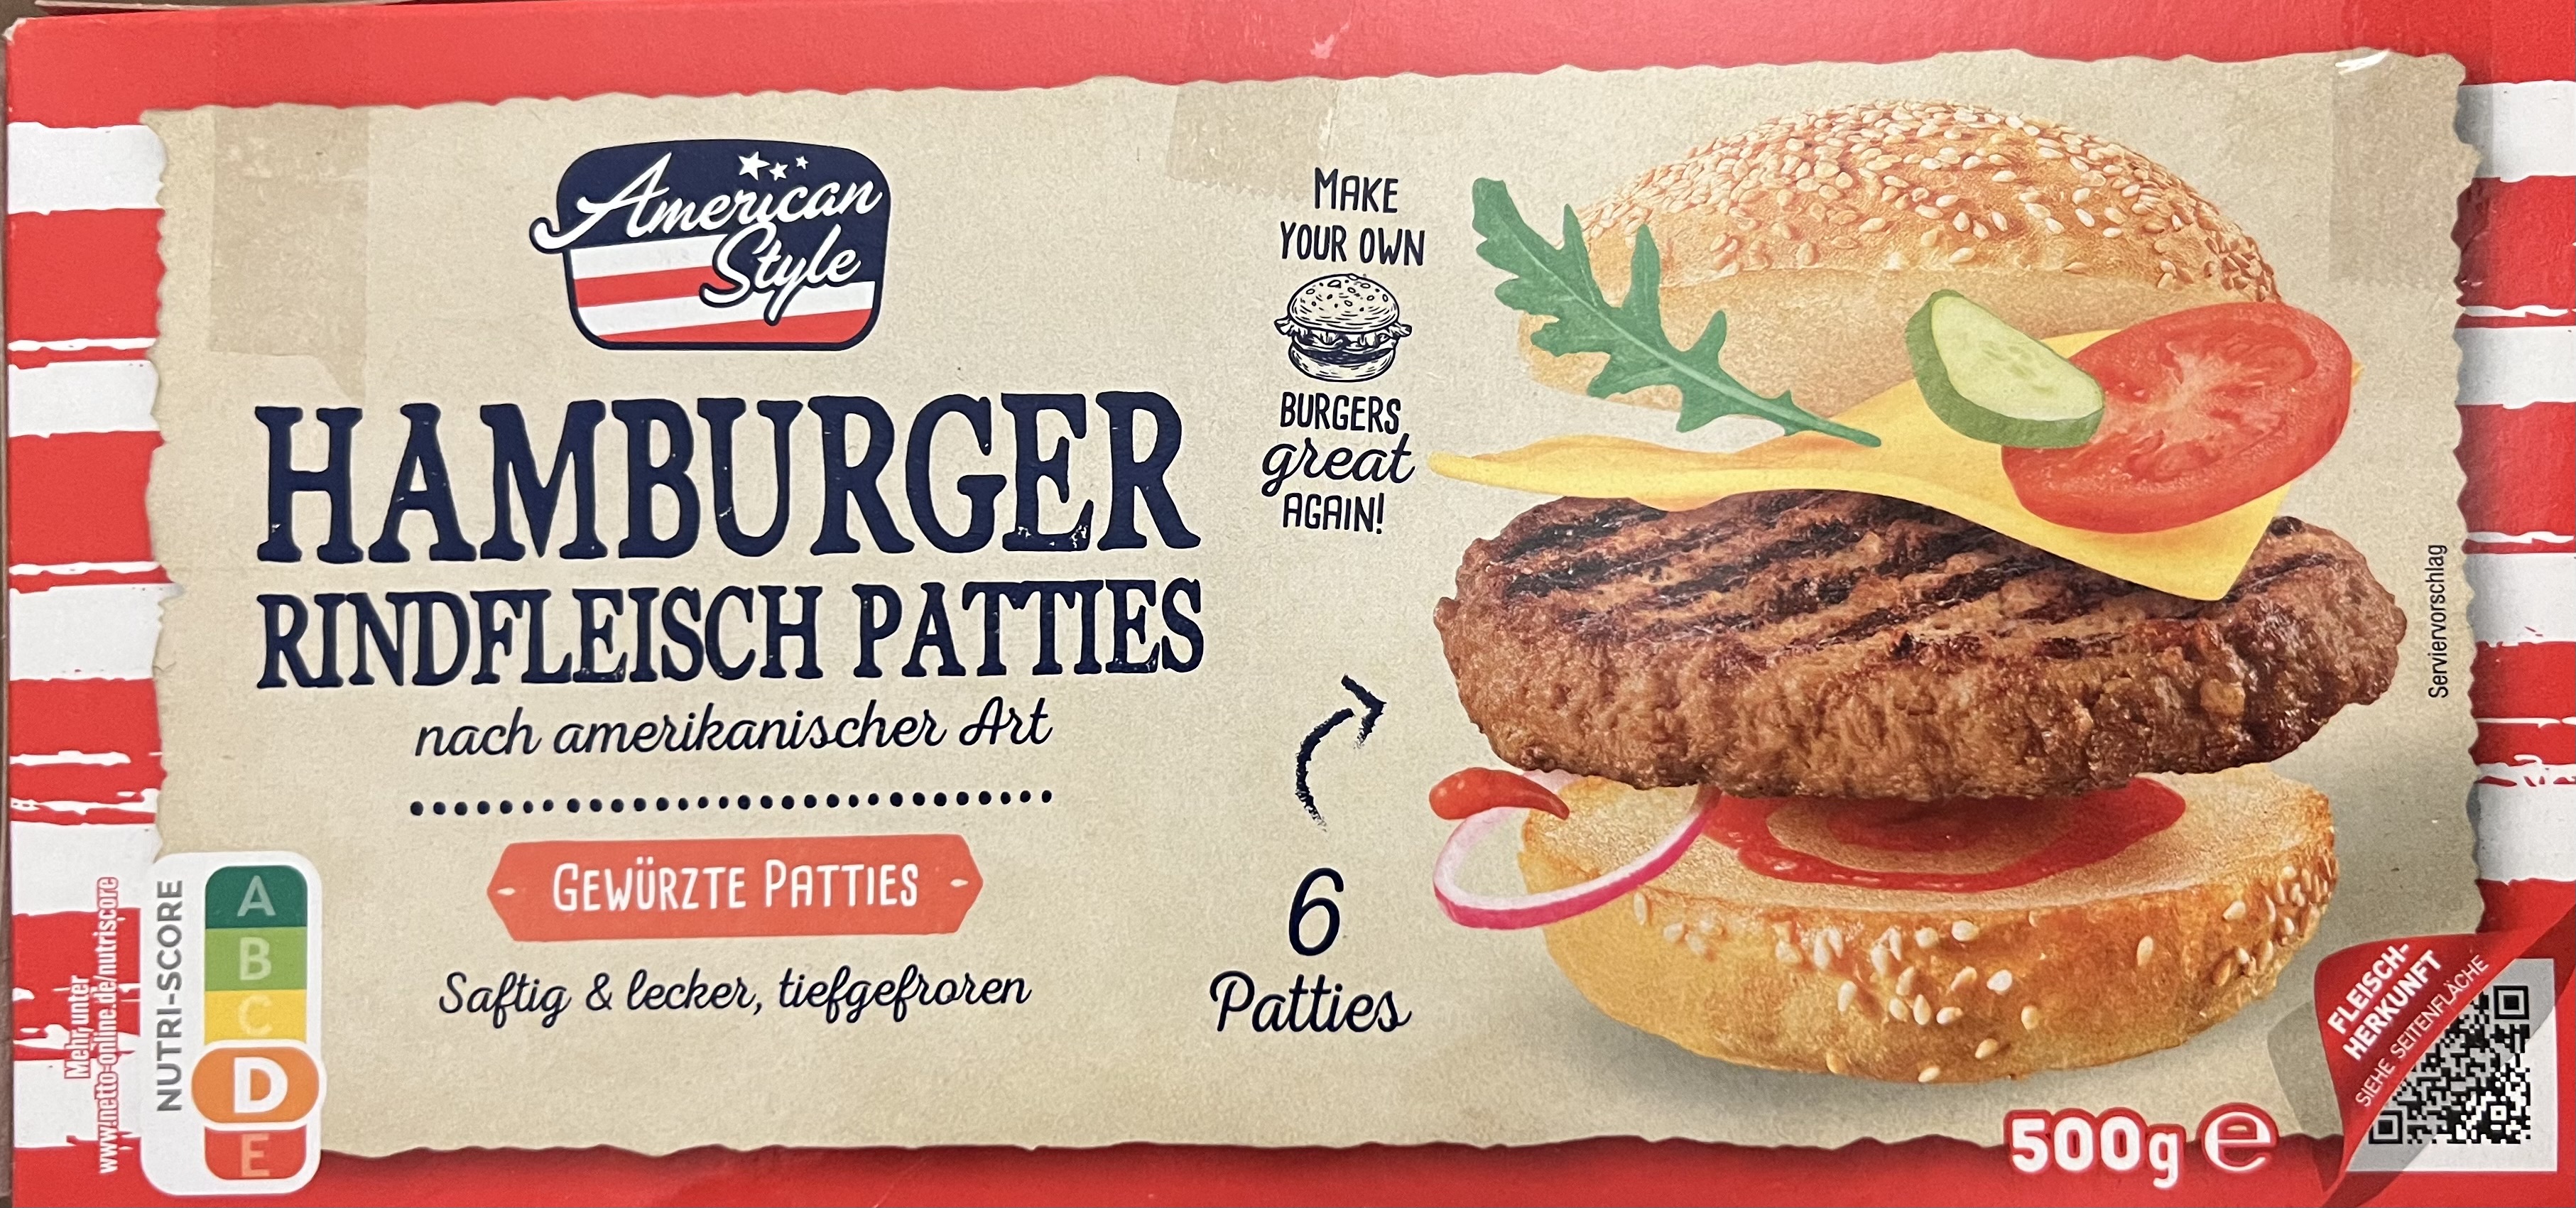 American
Style
HAMBURGER
RINDFLEISCH PATTIES
nach amerikanischer Art
GEWÜRZTE PATTIES
Saftig & lecker, tiefgefroren
MAKE
YOUR OWN
BURGERS
great
AGAIN!
6
Patties
Serviervorschlag
Mehr unter
www.netto-online.de/nutriscore
NUTRI-SCORE
A
B
C
D
E
500g e
FLEISCH-
HERKUNFT
SIEHE SEITENFLÄCHE